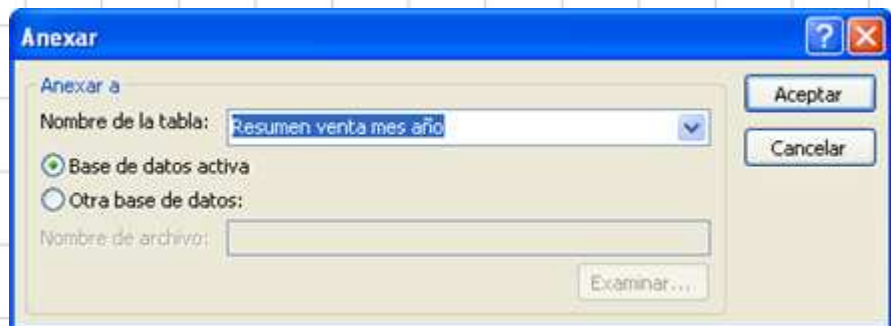 Anexar
Anexar a
Nombre de la tabla: Resumen venta mes año
Base de datos activa
Otra base de datos:
Nombre de archivo:
Examinar...
Aceptar
Cancelar